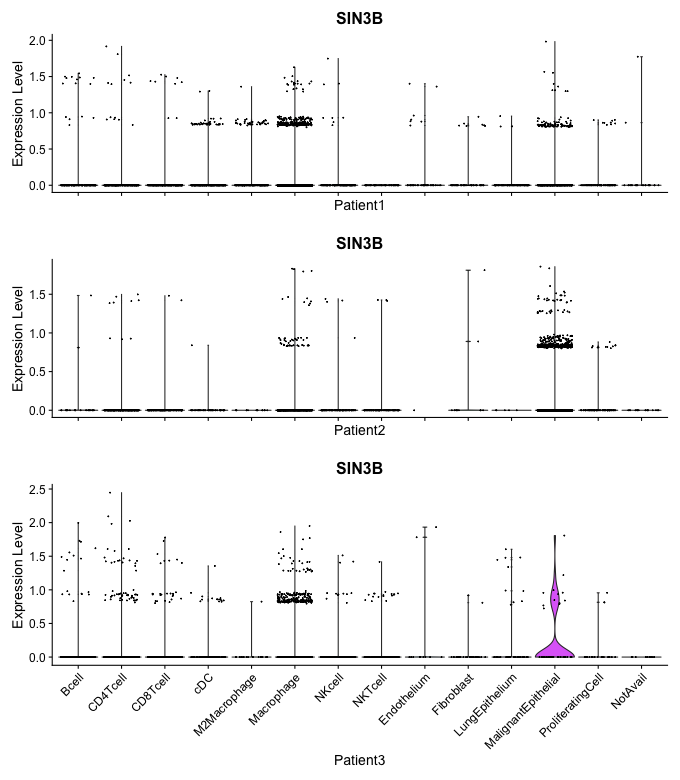 SIN3B
Expression Level
2.0
1.5
1.0
0.5
0.0
Patient1
SIN3B
Expression Level
1.5
1.0
0.5
0.0
Patient2
SIN3B
Expression Level
2.5
2.0
1.5
1.0
0.5
0.0
Bcell
CD4Tcell
CD8Tcell
cDC
M2Macrophage
Macrophage
NKcell
NKTcell
Endothelium
Fibroblast
LungEpithelium
MalignantEpithelial
ProliferatingCell
NotAvail
Patient3